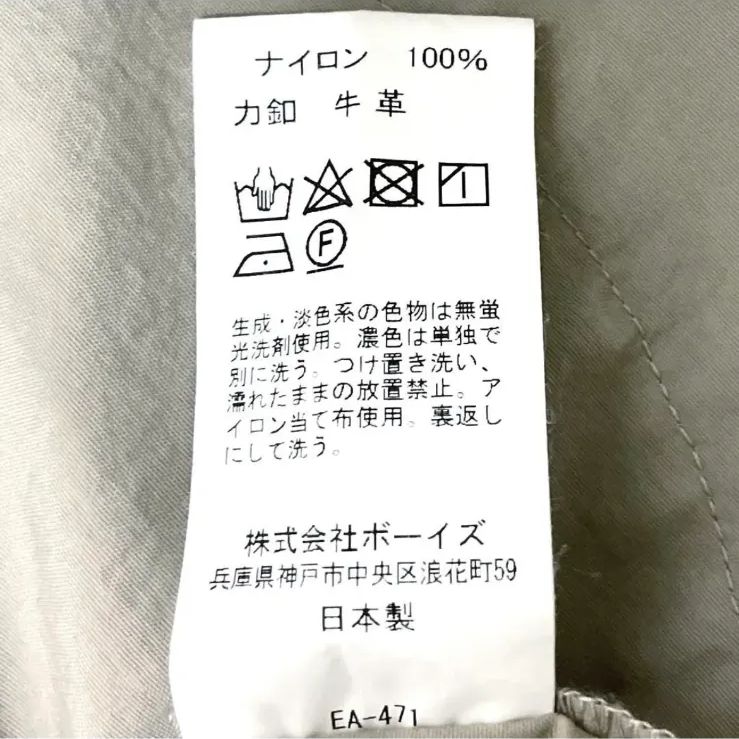 ナイロン 100%
力釦 牛革
F
生成・淡色系の色物は無蛍
光洗剤使用。濃色は単独で
別に洗う。つけ置き洗い、
濡れたままの放置禁止。ア
イロン当て布使用。裏返し
にして洗う。
株式会社ボーイズ
兵庫県神戸市中央区浪花町59
日本製
EA-471